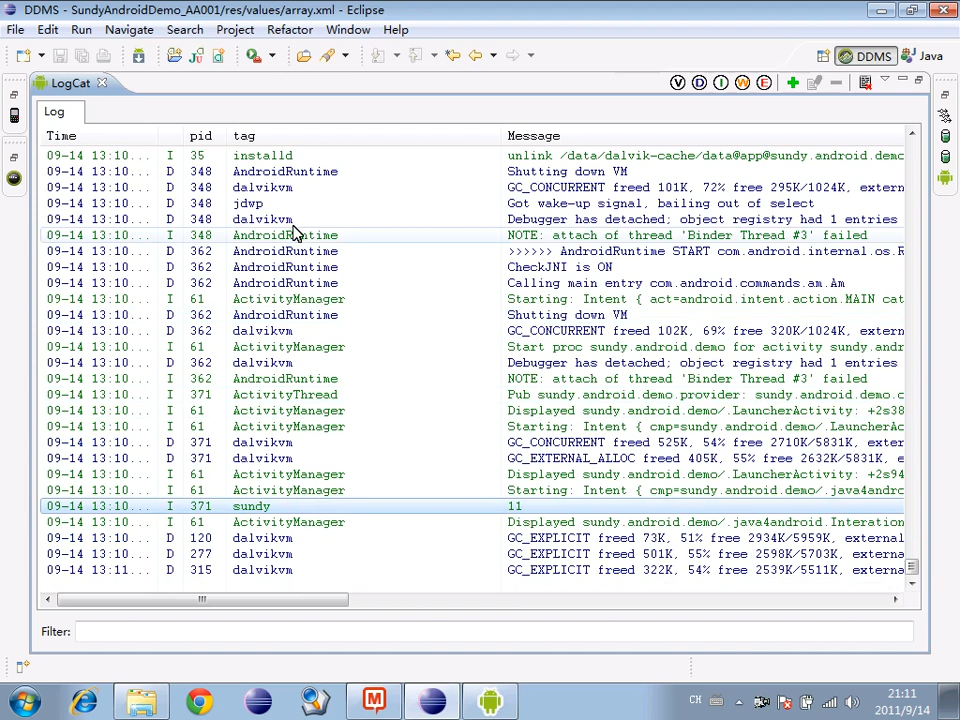 DDMS - SundyAndroidDemo_AA001/res/values/array.xml - Eclipse
File Edit Run Navigate Search Project Refactor Window Help
DDMS Java
LogCat
V D I W E
Log
Time pid tag Message
09-14 13:10... I 35 installd unlink /data/dalvik-cache/data@app@sundy.android.demo
09-14 13:10... D 348 AndroidRuntime Shutting down VM
09-14 13:10... D 348 dalvikvm GC_CONCURRENT freed 101K, 72% free 295K/1024K, extern
09-14 13:10... D 348 jdwp Got wake-up signal, bailing out of select
09-14 13:10... D 348 dalvikvm Debugger has detached; object registry had 1 entries
09-14 13:10... I 348 AndroidRuntime NOTE: attach of thread 'Binder Thread #3' failed
09-14 13:10... D 362 AndroidRuntime >>>>>> AndroidRuntime START com.android.internal.os.R
09-14 13:10... D 362 AndroidRuntime CheckJNI is ON
09-14 13:10... D 362 AndroidRuntime Calling main entry com.android.commands.am.Am
09-14 13:10... I 61 ActivityManager Starting: Intent { act=android.intent.action.MAIN cat
09-14 13:10... D 362 AndroidRuntime Shutting down VM
09-14 13:10... D 362 dalvikvm GC_CONCURRENT freed 102K, 69% free 320K/1024K, extern
09-14 13:10... I 61 ActivityManager Start proc sundy.android.demo for activity sundy.andr
09-14 13:10... D 362 dalvikvm Debugger has detached; object registry had 1 entries
09-14 13:10... I 362 AndroidRuntime NOTE: attach of thread 'Binder Thread #3' failed
09-14 13:10... I 371 ActivityThread Pub sundy.android.demo.provider: sundy.android.demo.c
09-14 13:10... I 61 ActivityManager Displayed sundy.android.demo/.LauncherActivity: +2s38
09-14 13:10... I 61 ActivityManager Starting: Intent { cmp=sundy.android.demo/.LauncherAc
09-14 13:10... D 371 dalvikvm GC_CONCURRENT freed 525K, 54% free 2710K/5831K, exter
09-14 13:10... D 371 dalvikvm GC_EXTERNAL_ALLOC freed 405K, 55% free 2632K/5831K, e
09-14 13:10... I 61 ActivityManager Displayed sundy.android.demo/.LauncherActivity: +2s94
09-14 13:10... I 61 ActivityManager Starting: Intent { cmp=sundy.android.demo/.java4andrc
09-14 13:10... I 371 sundy 11
09-14 13:10... I 61 ActivityManager Displayed sundy.android.demo/.java4android.Interation
09-14 13:10... D 120 dalvikvm GC_EXPLICIT freed 73K, 51% free 2934K/5959K, external
09-14 13:10... D 277 dalvikvm GC_EXPLICIT freed 501K, 55% free 2598K/5703K, externa
09-14 13:11... D 315 dalvikvm GC_EXPLICIT freed 322K, 54% free 2539K/5511K, externa
Filter:
CH 21:11
2011/9/14